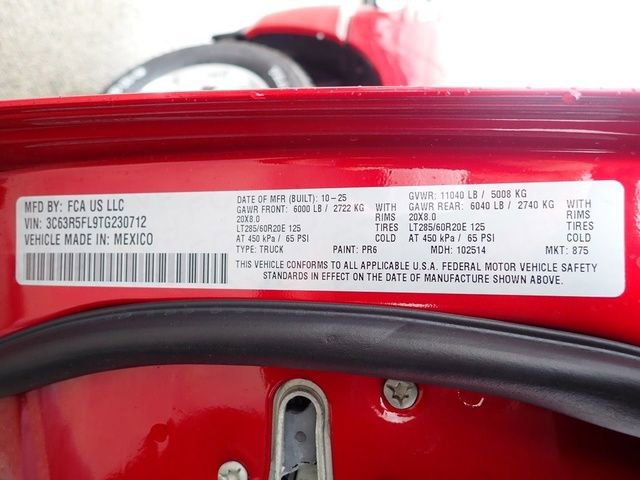 MFD BY: FCA US LLC
VIN: 3C63R5FL9TG230712
VEHICLE MADE IN: MEXICO
DATE OF MFR (BUILT): 10-25
GAWR FRONT: 6000 LB / 2722 KG WITH
20X8.0 RIMS
LT285/60R20E 125 TIRES
AT 450 kPa / 65 PSI COLD
TYPE: TRUCK PAINT: PR6
GVWR: 11040 LB / 5008 KG
GAWR REAR: 6040 LB / 2740 KG WITH
20X8.0 RIMS
LT285/60R20E 125 TIRES
AT 450 kPa / 65 PSI COLD
MDH: 102514 MKT: 875
THIS VEHICLE CONFORMS TO ALL APPLICABLE U.S.A. FEDERAL MOTOR VEHICLE SAFETY
STANDARDS IN EFFECT ON THE DATE OF MANUFACTURE SHOWN ABOVE.